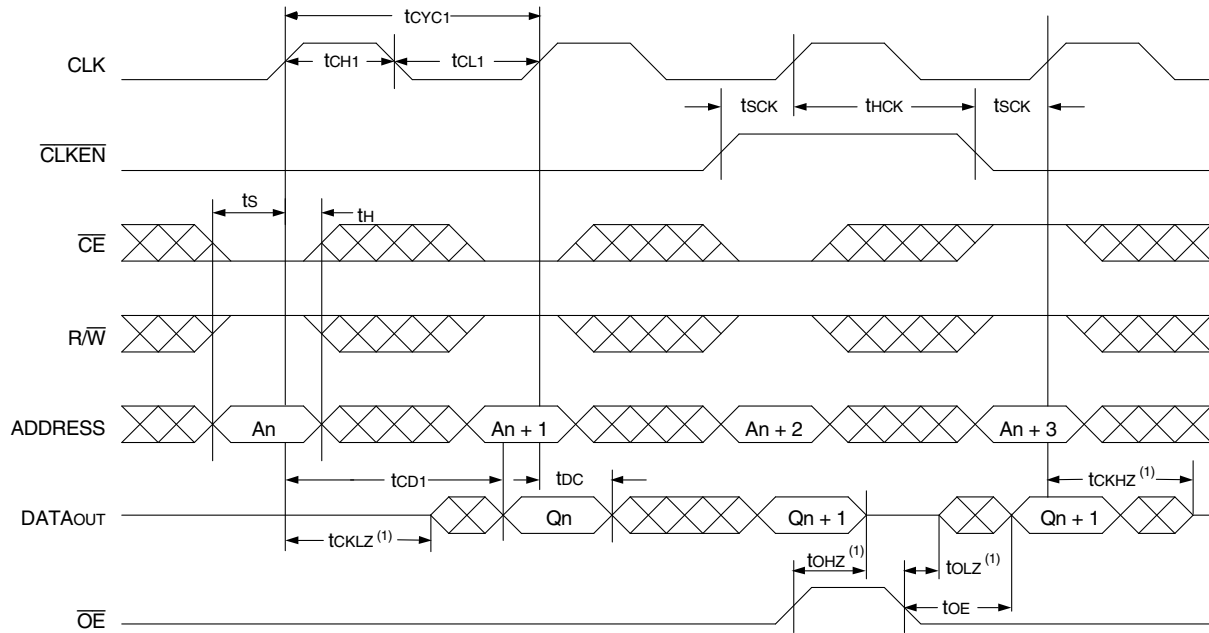 tCYC1
CLK
tCH1
tCL1
tSCK
tHCK
tSCK
CLKEN
tS
tH
CE
R/W
ADDRESS
An
An + 1
An + 2
An + 3
tCD1
tDC
tCKHZ (1)
DATAOUT
Qn
Qn + 1
Qn + 1
tCKLZ (1)
tOHZ (1)
tOLZ (1)
tOE
OE